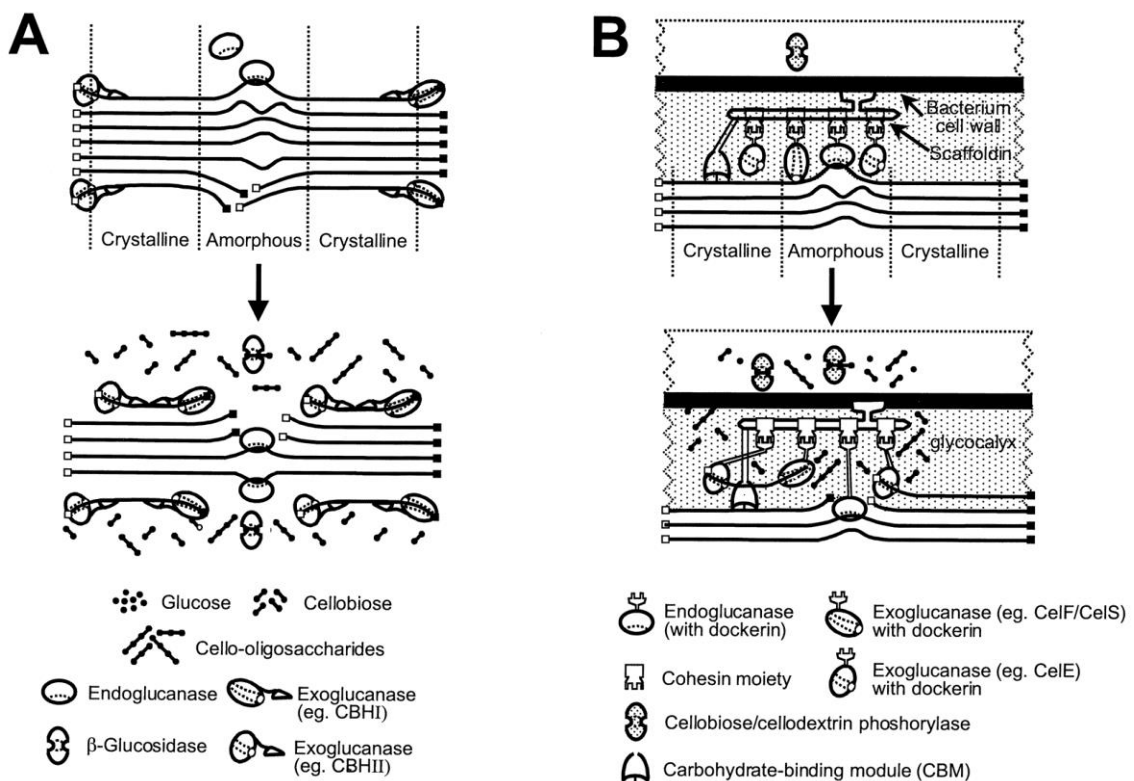 A
Crystalline
Amorphous
Crystalline
Glucose
Cellobiose
Cello-oligosaccharides
Endoglucanase
Exoglucanase
(eg. CBHI)
β-Glucosidase
Exoglucanase
(eg. CBHII)
B
Bacterium
cell wall
Scaffoldin
Crystalline
Amorphous
Crystalline
glycocalyx
Endoglucanase
(with dockerin)
Exoglucanase (eg. CelF/CelS)
with dockerin
Cohesin moiety
Exoglucanase (eg. CelE)
with dockerin
Cellobiose/cellodextrin phoshorylase
Carbohydrate-binding module (CBM)